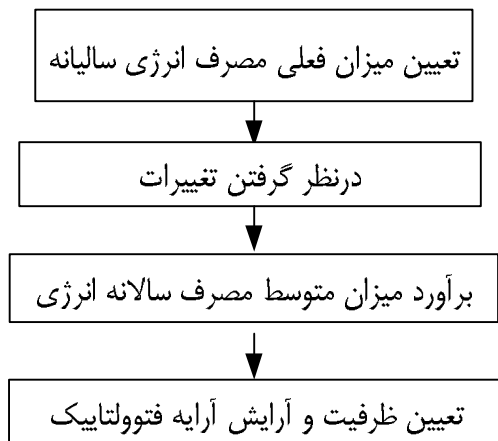 تعیین میزان فعلی مصرف انرژی سالیانه
درنظر گرفتن تغییرات
برآورد میزان متوسط مصرف سالانه انرژی
تعیین ظرفیت و آرایش آرایه فتوولتاییک